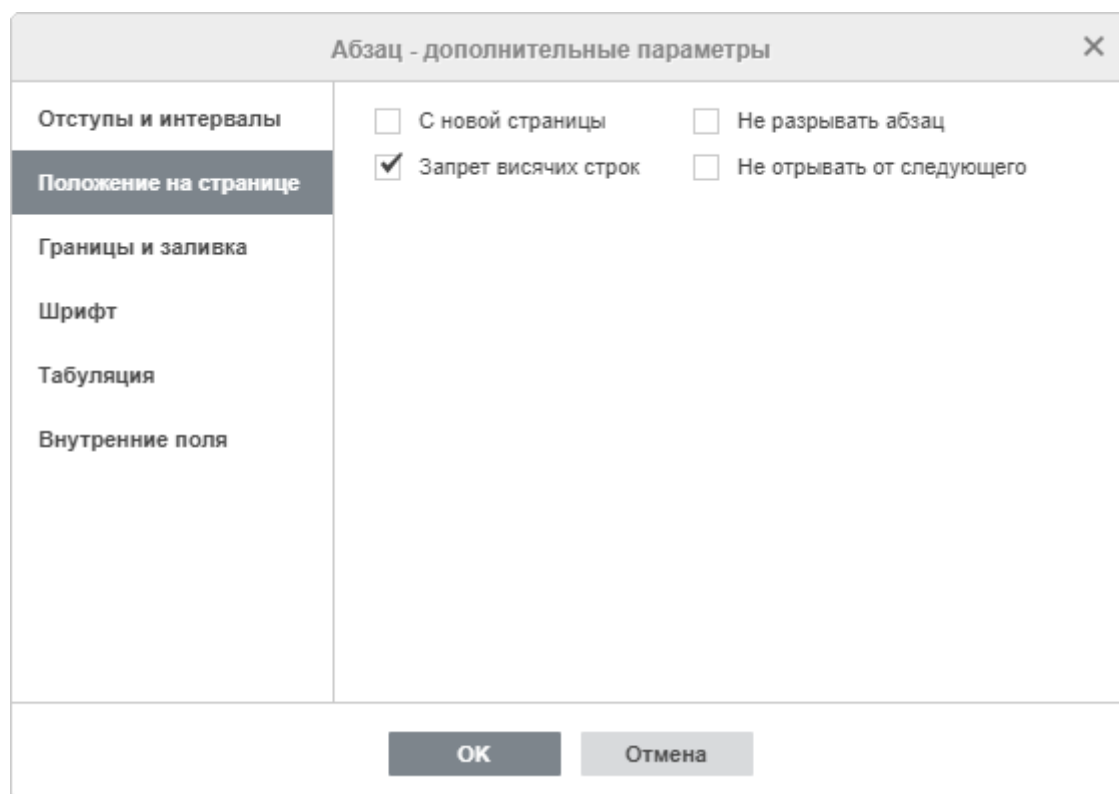 Абзац - дополнительные параметры
Отступы и интервалы
Положение на странице
Границы и заливка
Шрифт
Табуляция
Внутренние поля
С новой страницы
Не разрывать абзац
Запрет висячих строк
Не отрывать от следующего
OK
Отмена